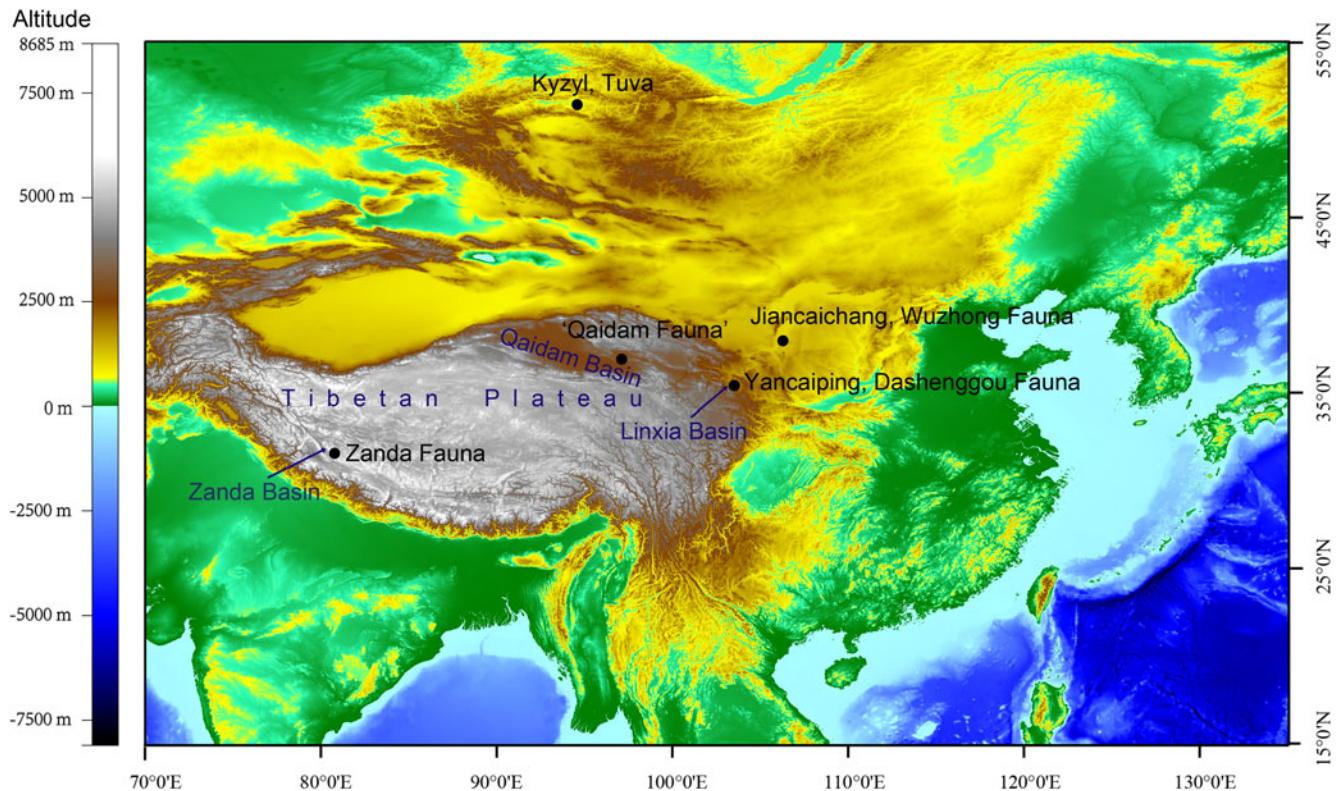 Altitude
8685 m
7500 m
5000 m
2500 m
0 m
-2500 m
-5000 m
-7500 m
Kyzyl, Tuva
Jiancaichang, Wuzhong Fauna
'Qaidam Fauna'
Qaidam Basin
Yancaiping, Dashenggou Fauna
Tibetan Plateau
Linxia Basin
Zanda Fauna
Zanda Basin
55°0'N
45°0'N
35°0'N
25°0'N
15°0'N
70°0'E
80°0'E
90°0'E
100°0'E
110°0'E
120°0'E
130°0'E